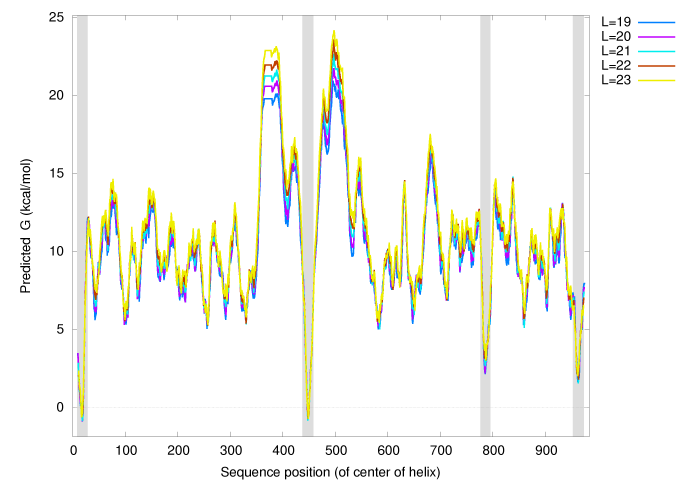 25
20
15
10
5
0
Predicted G (kcal/mol)
0 100 200 300 400 500 600 700 800 900
Sequence position (of center of helix)
L=19
L=20
L=21
L=22
L=23